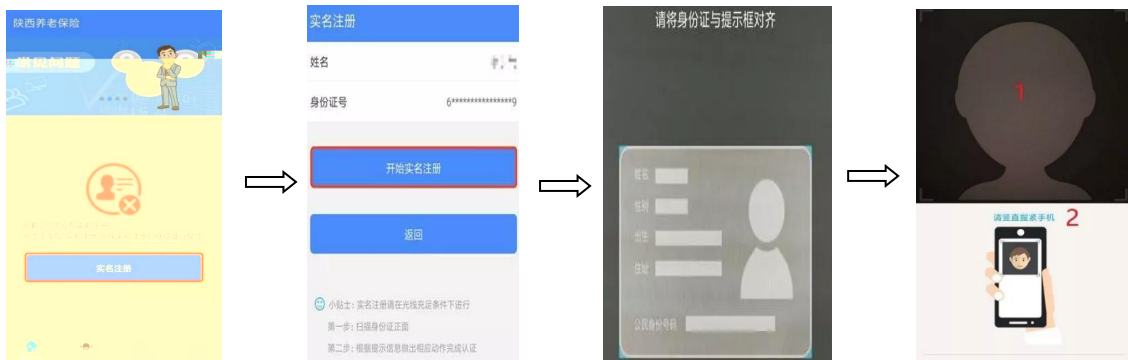 陕西养老保险
常见问题
实名注册
实名注册
姓名
身份证号 6****************9
开始实名注册
返回
小贴士：实名注册请在光线充足条件下进行
第一步：扫描身份证正面
第二步：根据提示信息做出相应动作完成认证
请将身份证与提示框对齐
姓名
性别
出生
住址
公民身份号码
1
请竖直握紧手机 2